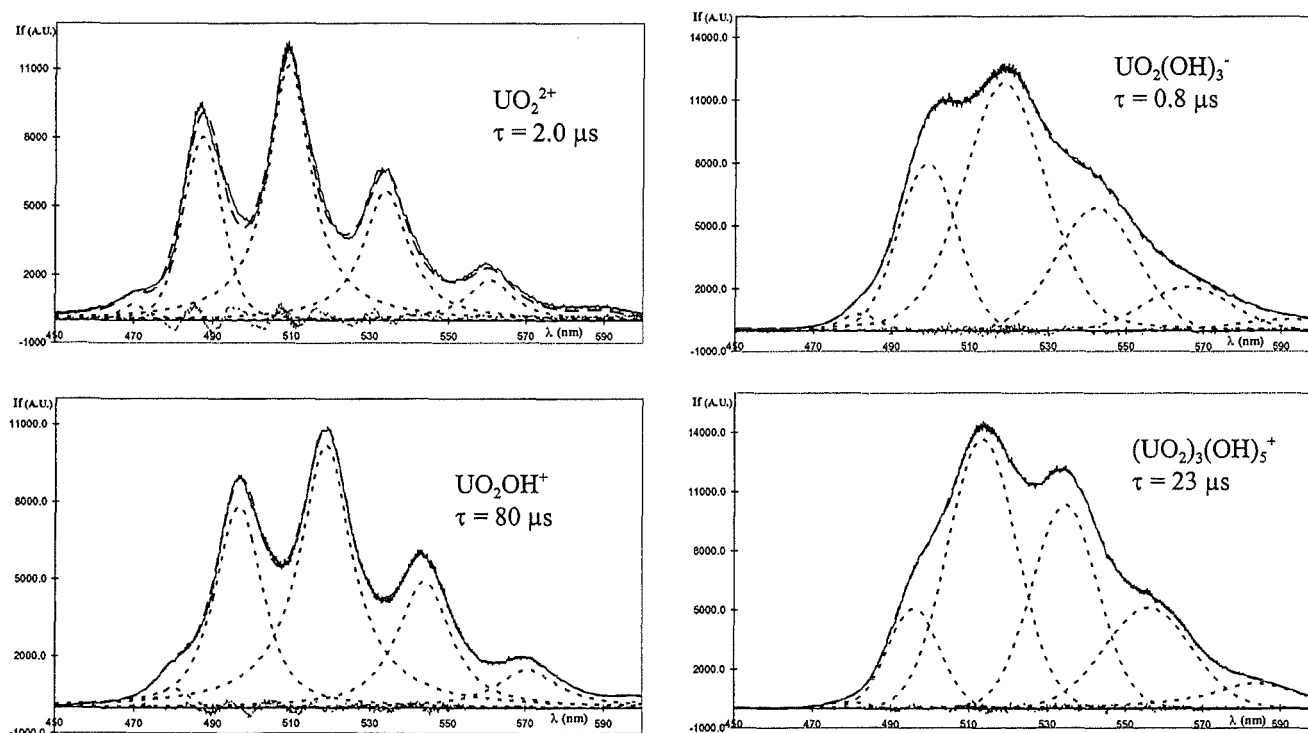 If (A.U.)
11000
8000
5000
2000
-1000
450 470 490 510 530 550 570 590
λ (nm)
UO₂²⁺
τ = 2.0 µs
If (A.U.)
14000.0
11000.0
8000.0
5000.0
2000.0
-1000.0
450 470 490 510 530 550 570 590
λ (nm)
UO₂(OH)₃⁻
τ = 0.8 µs
If (A.U.)
11000.0
8000.0
5000.0
2000.0
-1000.0
450 470 490 510 530 550 570 590
λ (nm)
UO₂OH⁺
τ = 80 µs
If (A.U.)
14000.0
11000.0
8000.0
5000.0
2000.0
-1000.0
450 470 490 510 530 550 570 590
λ (nm)
(UO₂)₃(OH)₅⁺
τ = 23 µs